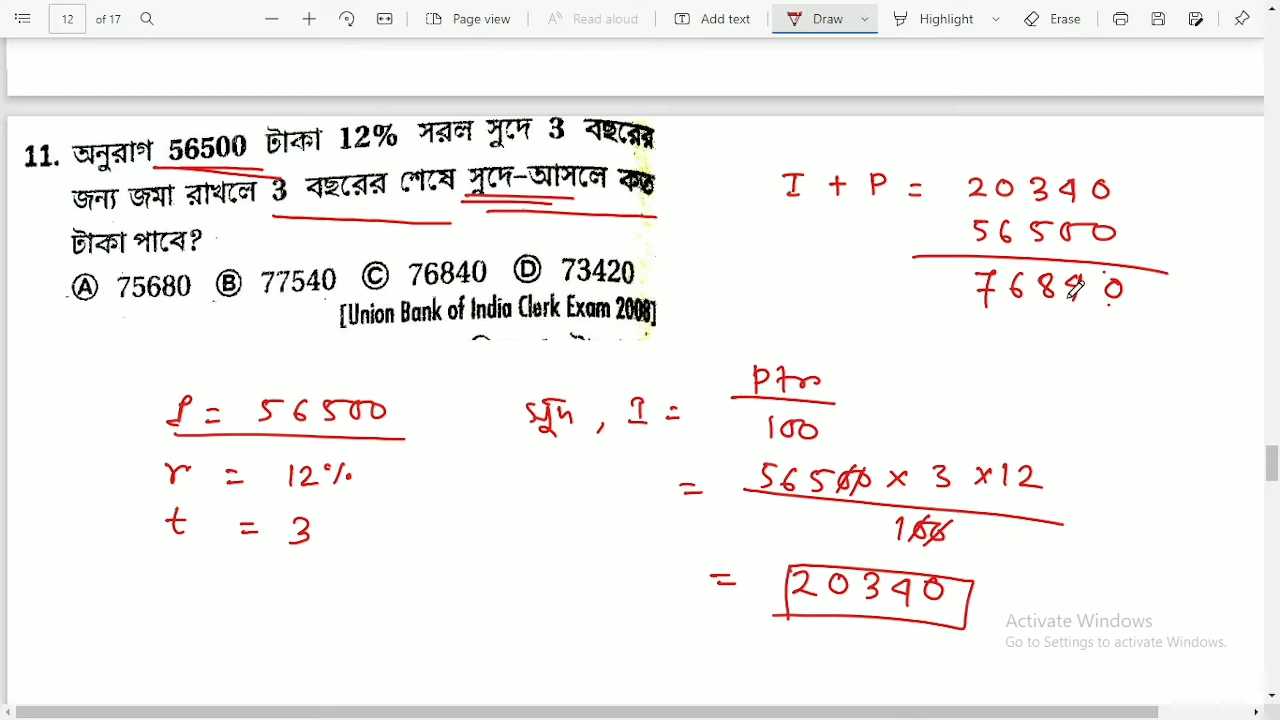 12 of 17 Page view Read aloud Add text Draw Highlight Erase
11. অনুরাগ 56500 টাকা 12% সরল সুদে 3 বছরের
জন্য জমা রাখলে 3 বছরের শেষে সুদে-আসলে কত
টাকা পাবে?
Ⓐ 75680 Ⓑ 77540 Ⓒ 76840 Ⓓ 73420
[Union Bank of India Clerk Exam 2008]
I + P = 20340
56500
76840
P = 56500
r = 12%
t = 3
সুদ, I = Ptr
100
= 56500 × 3 × 12
100
= 20340
Activate Windows
Go to Settings to activate Windows.